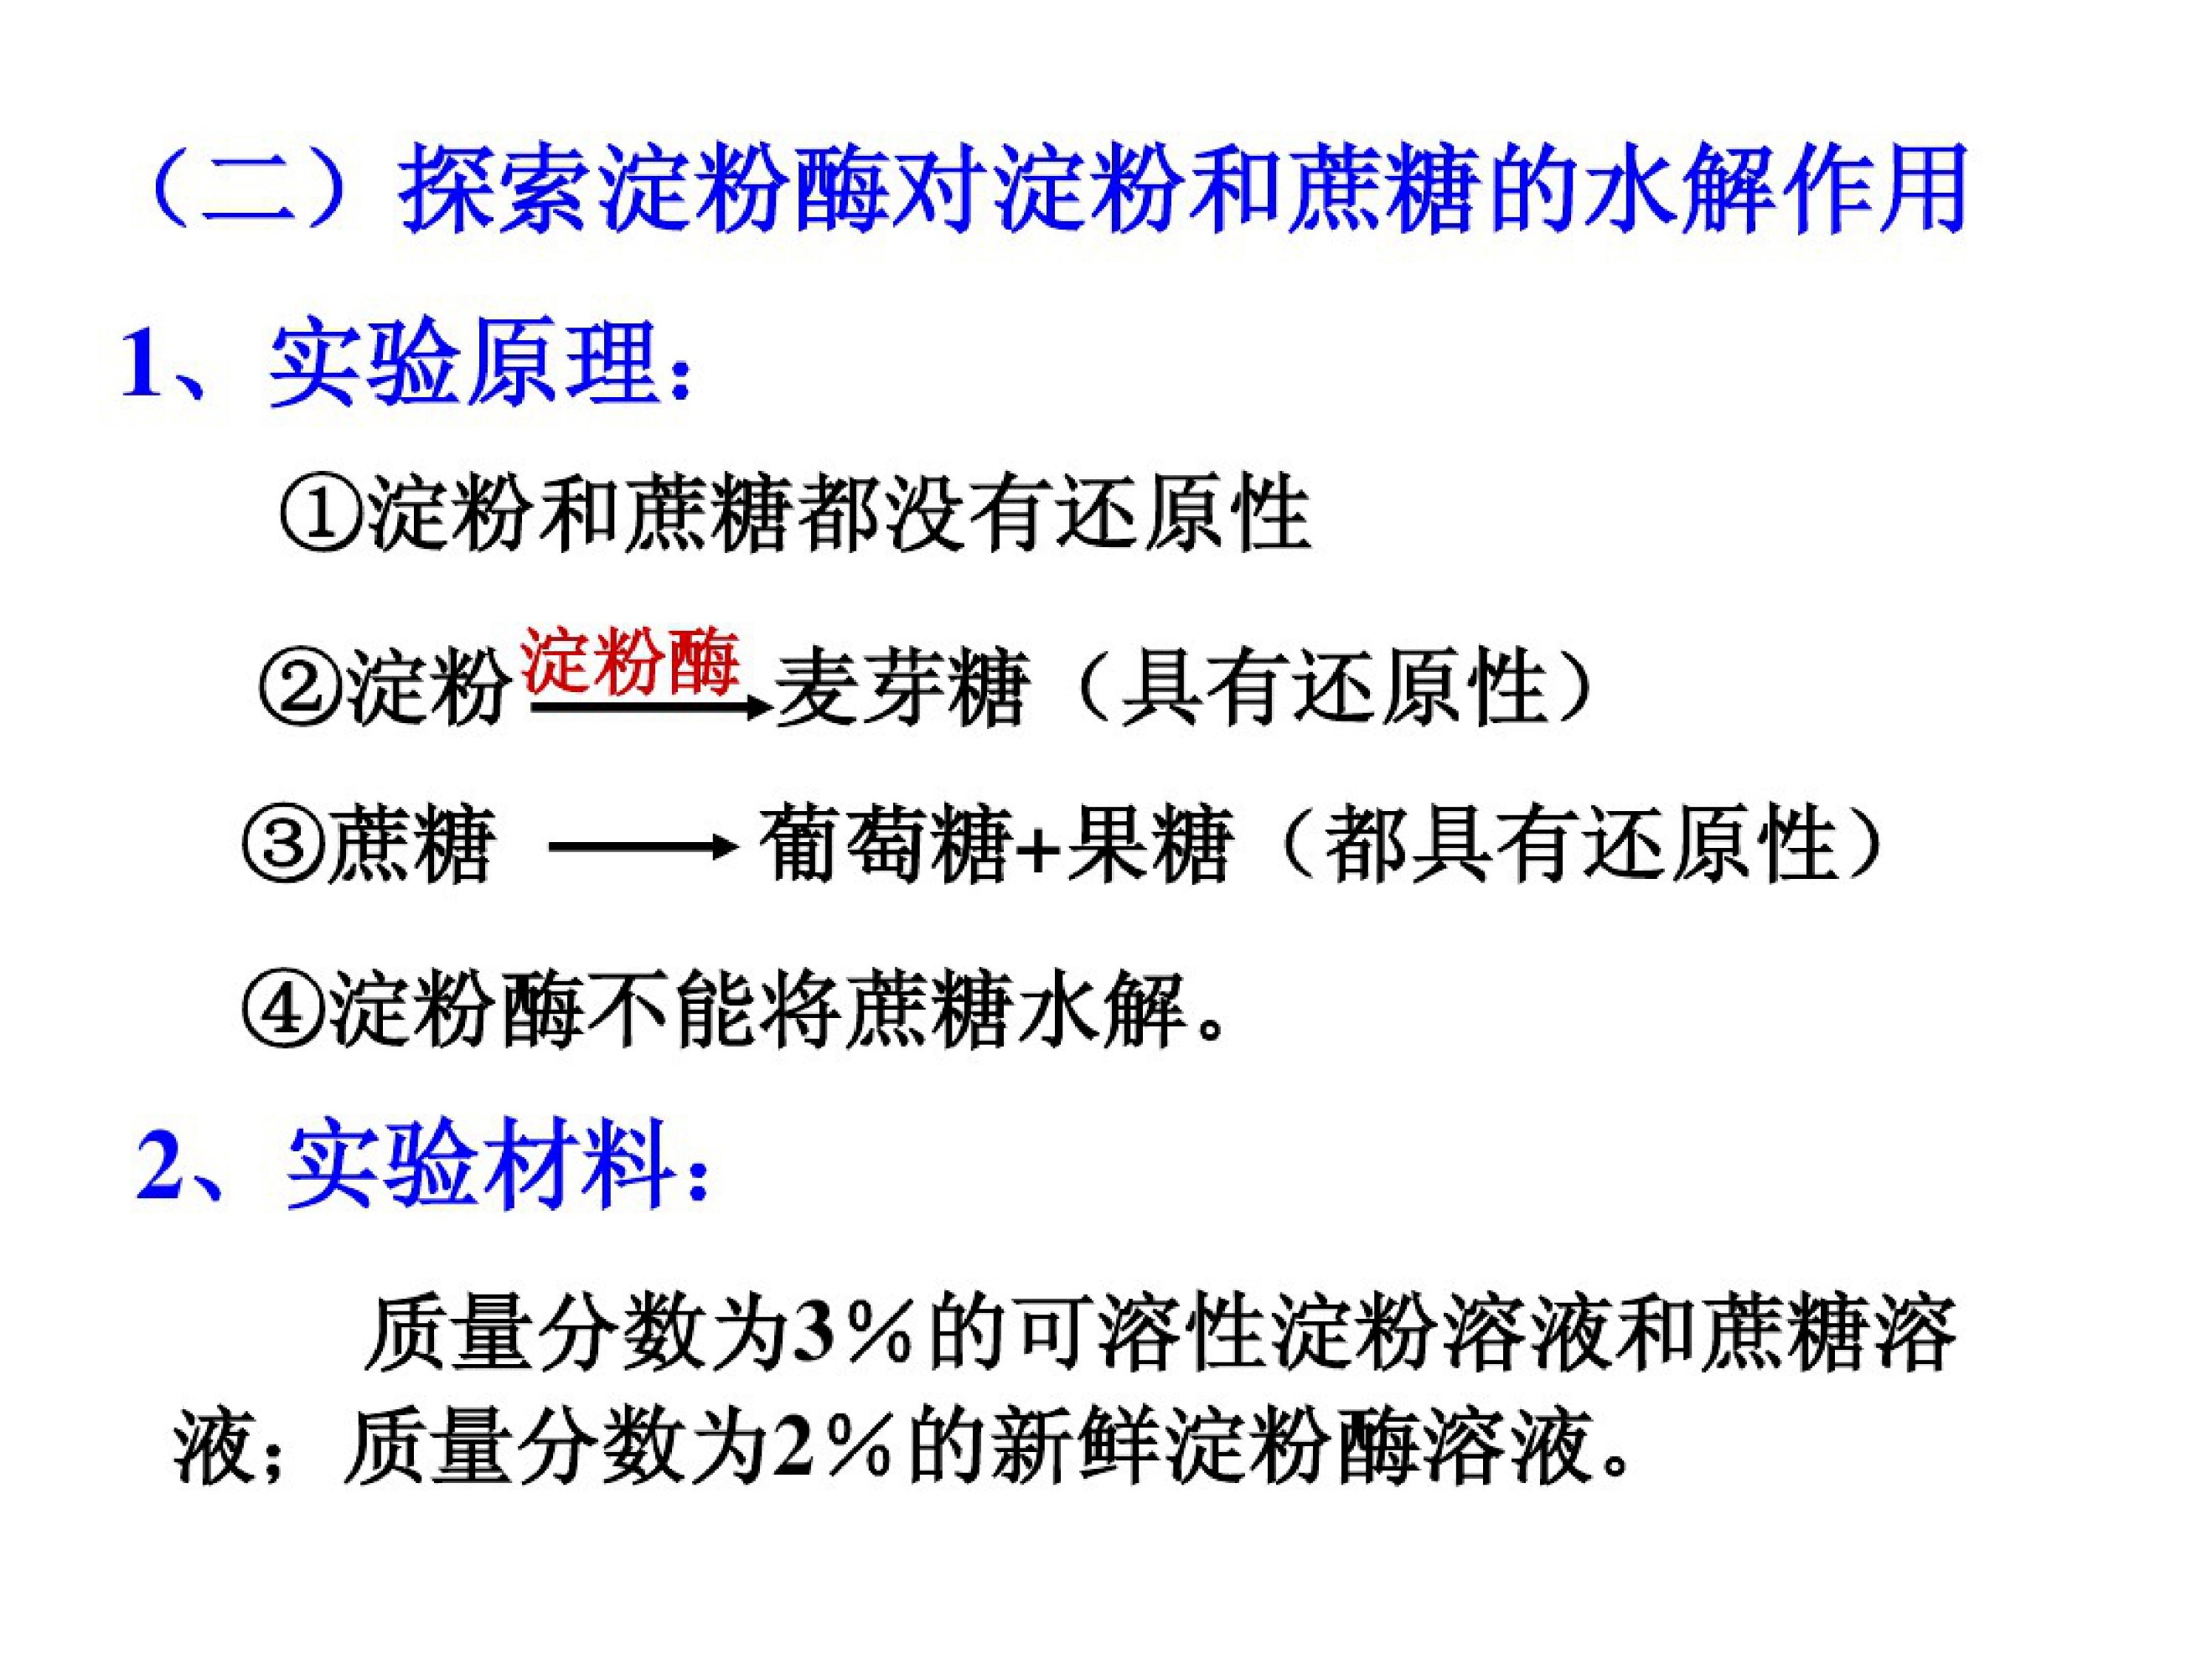 （二）探索淀粉酶对淀粉和蔗糖的水解作用
1、实验原理：
①淀粉和蔗糖都没有还原性
②淀粉 淀粉酶 麦芽糖（具有还原性）
③蔗糖 → 葡萄糖+果糖（都具有还原性）
④淀粉酶不能将蔗糖水解。
2、实验材料：
质量分数为3％的可溶性淀粉溶液和蔗糖溶
液；质量分数为2％的新鲜淀粉酶溶液。